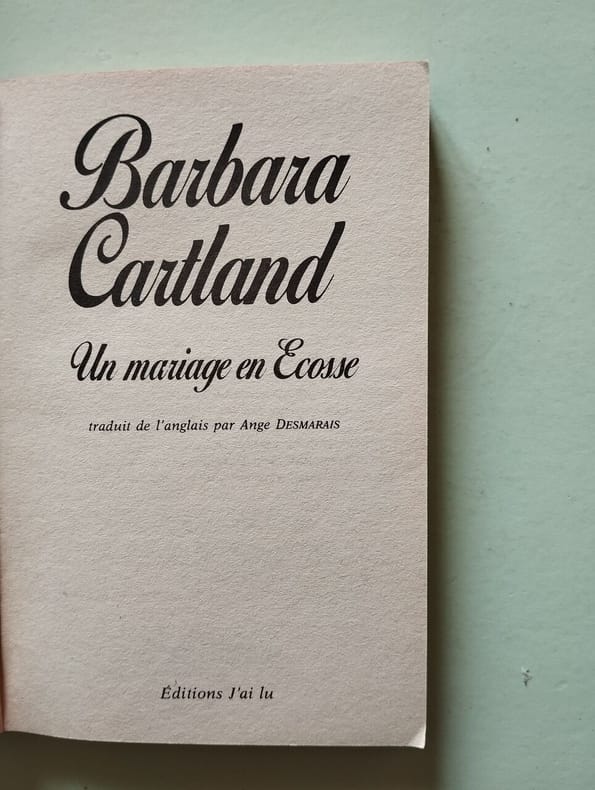 Barbara
Cartland
Un mariage en Ecosse
traduit de l'anglais par Ange DESMARAIS
Éditions J'ai lu